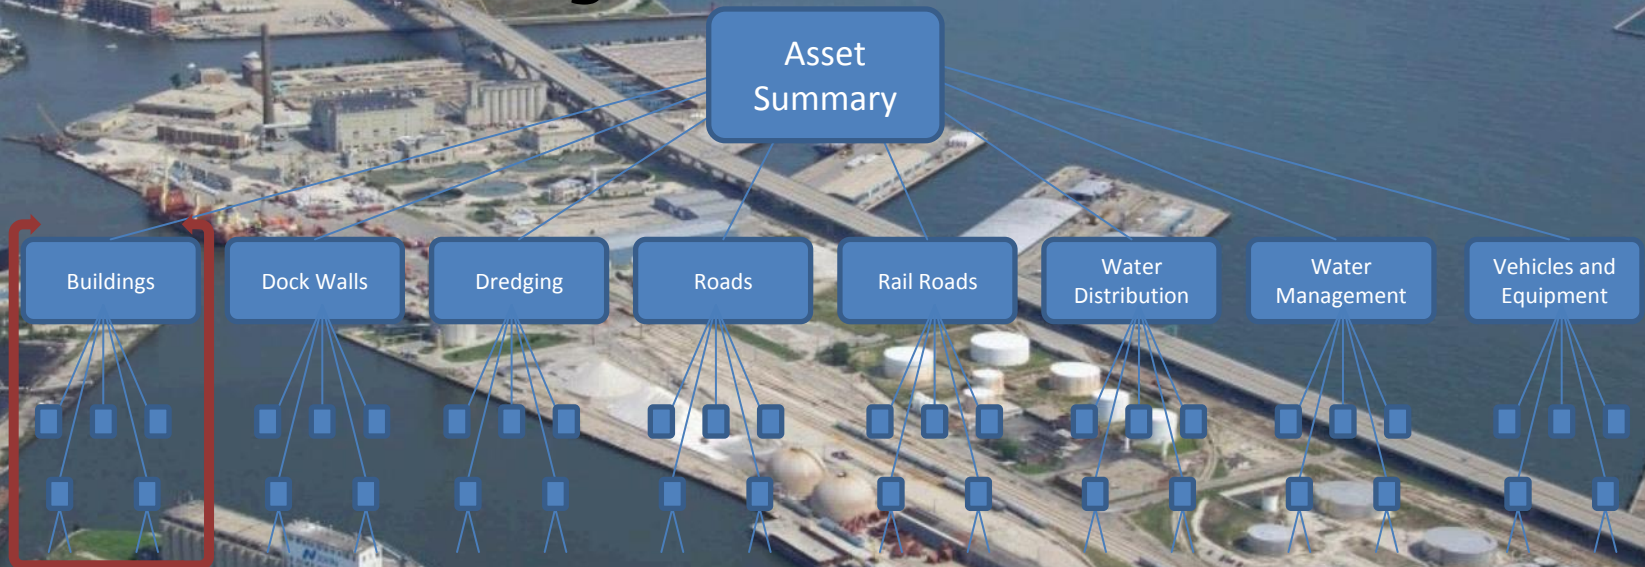 Asset
Summary
Buildings
Dock Walls
Dredging
Roads
Rail Roads
Water
Distribution
Water
Management
Vehicles and
Equipment